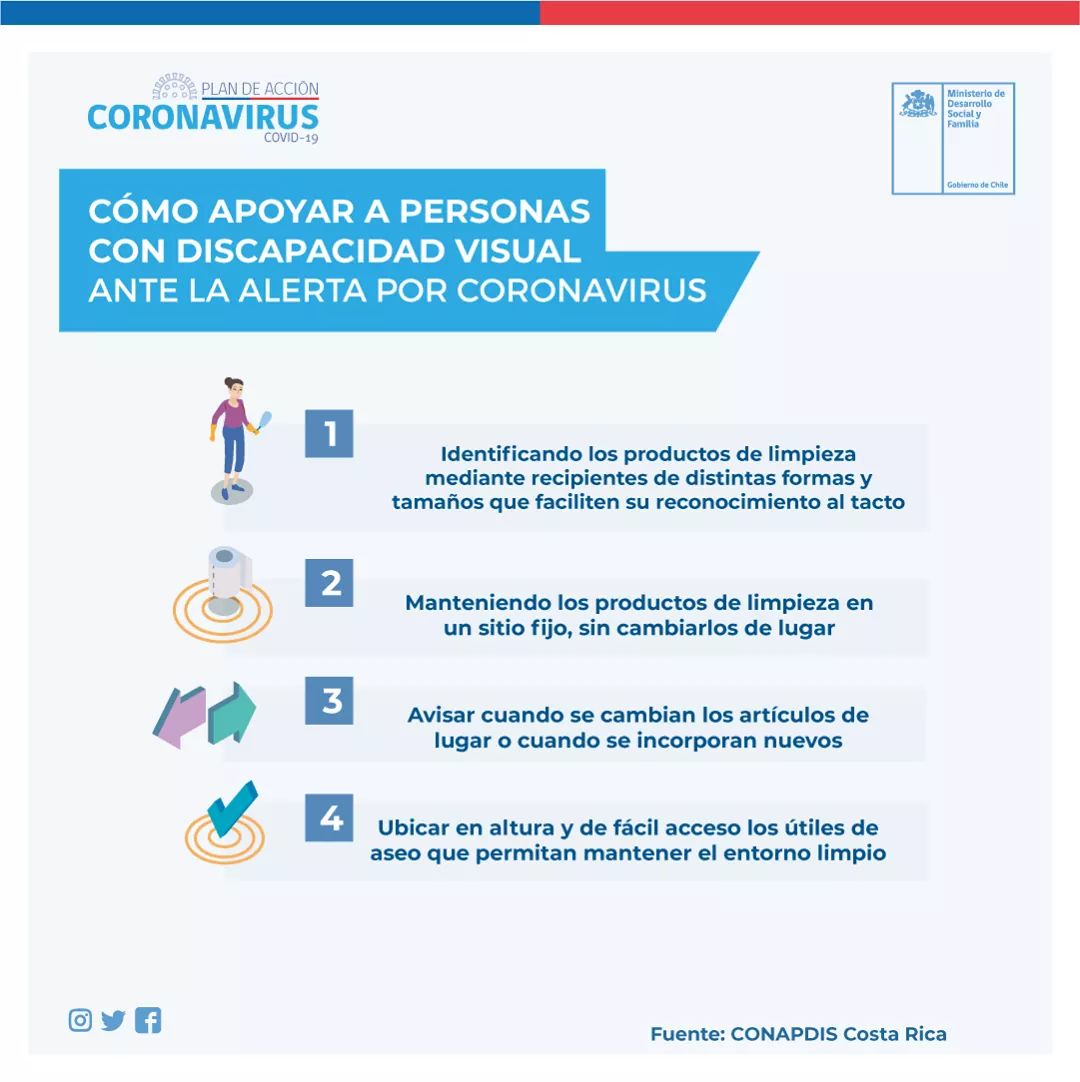 PLAN DE ACCIÓN
CORONAVIRUS
COVID-19
Ministerio de
Desarrollo
Social y
Familia
Gobierno de Chile
CÓMO APOYAR A PERSONAS
CON DISCAPACIDAD VISUAL
ANTE LA ALERTA POR CORONAVIRUS
1
Identificando los productos de limpieza
mediante recipientes de distintas formas y
tamaños que faciliten su reconocimiento al tacto
2
Manteniendo los productos de limpieza en
un sitio fijo, sin cambiarlos de lugar
3
Avisar cuando se cambian los artículos de
lugar o cuando se incorporan nuevos
4
Ubicar en altura y de fácil acceso los útiles de
aseo que permitan mantener el entorno limpio
Fuente: CONAPDIS Costa Rica